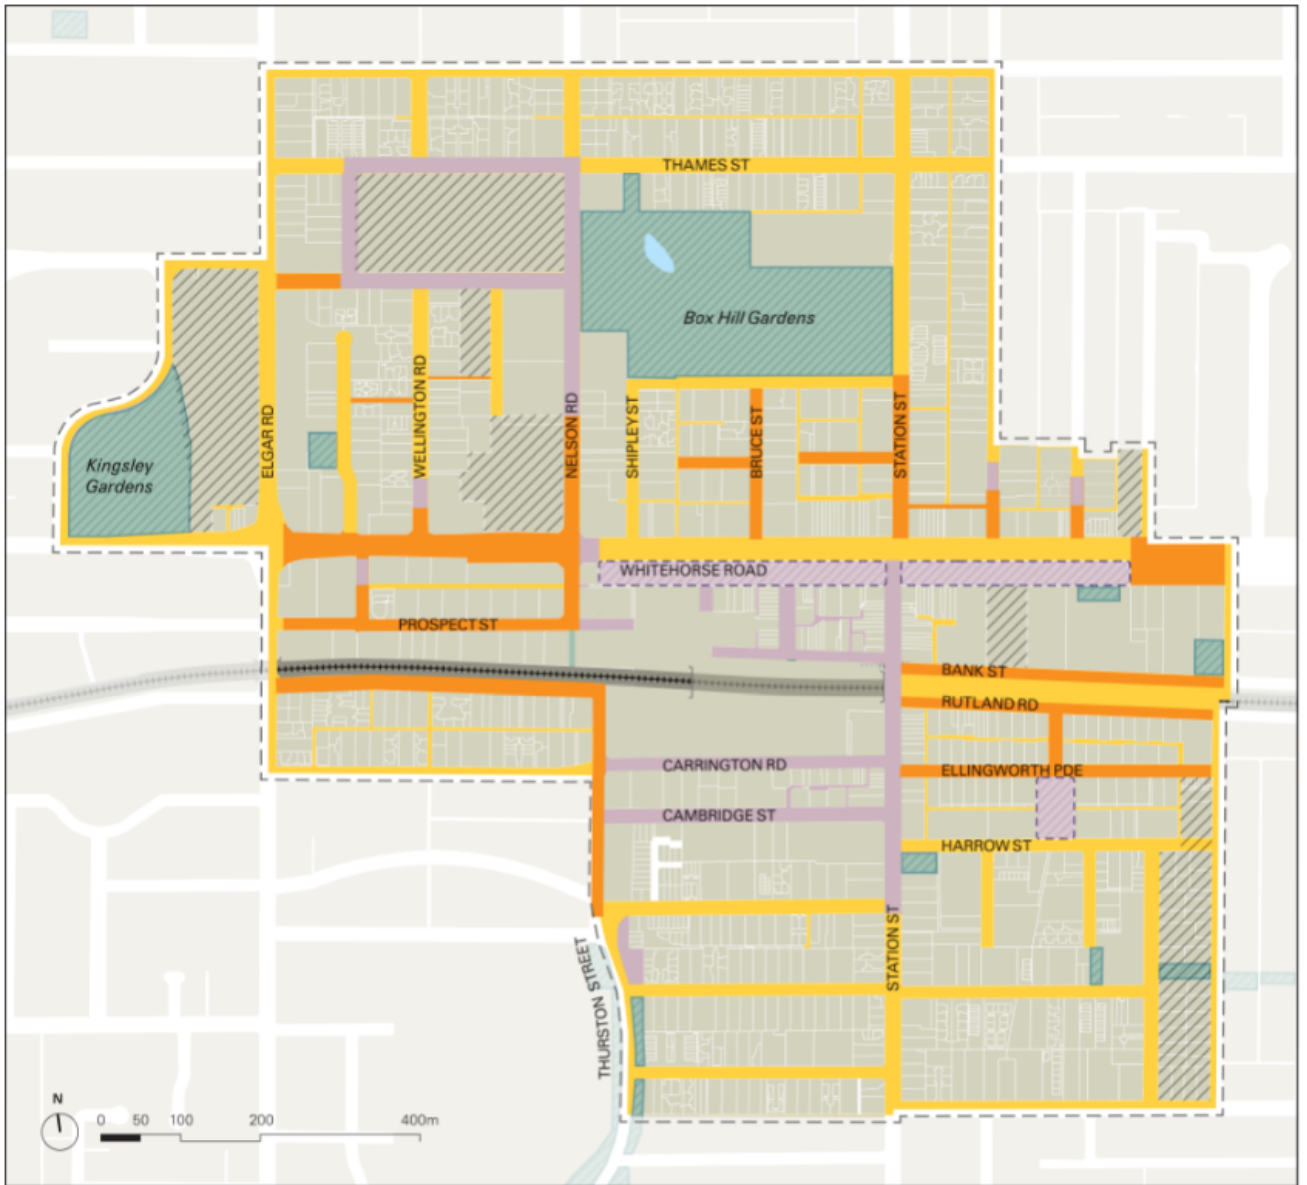 THAMES ST
Box Hill Gardens
ELGAR RD
WELLINGTON RD
NELSON RD
SHIPLEY ST
BRUCE ST
STATION ST
Kingsley
Gardens
WHITEHORSE ROAD
PROSPECT ST
BANK ST
RUTLAND RD
CARRINGTON RD
ELLINGWORTH PDE
CAMBRIDGE ST
HARROW ST
STATION ST
THURSTON STREET
N
0 50 100 200 400m